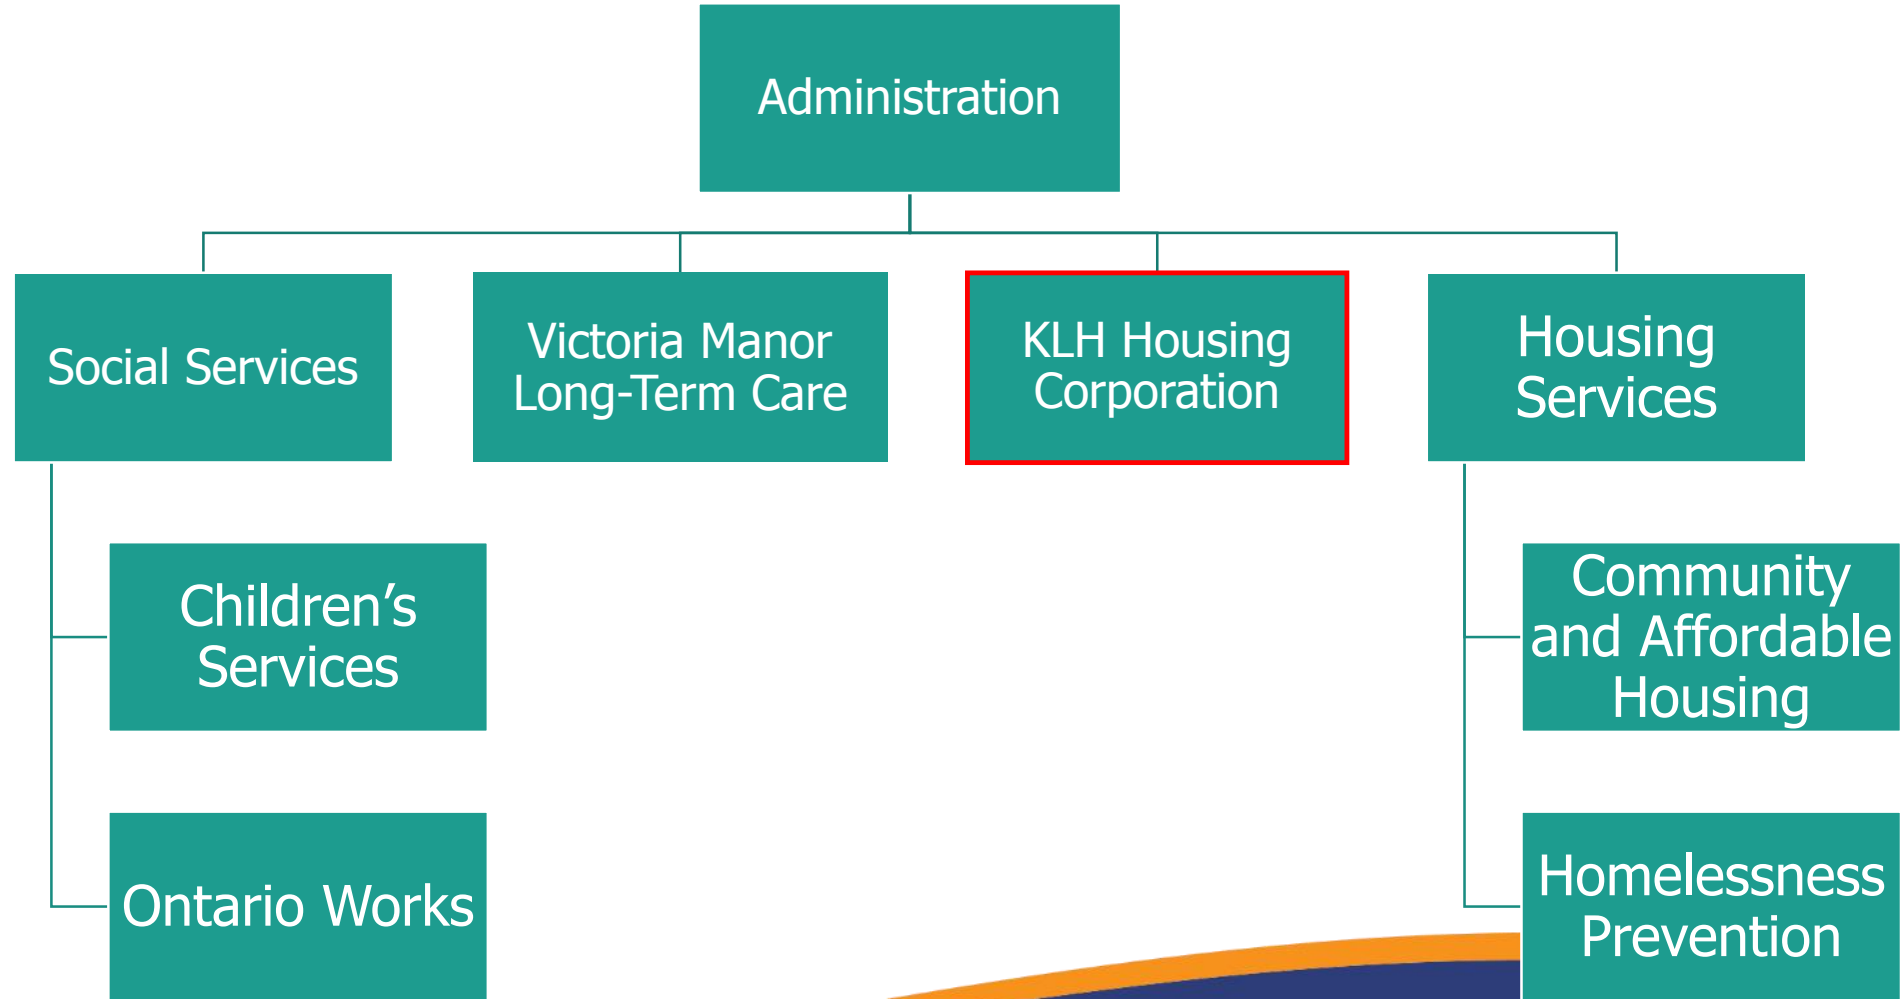 Administration
Social Services
Victoria Manor
Long-Term Care
KLH Housing
Corporation
Housing
Services
Children’s
Services
Ontario Works
Community
and Affordable
Housing
Homelessness
Prevention